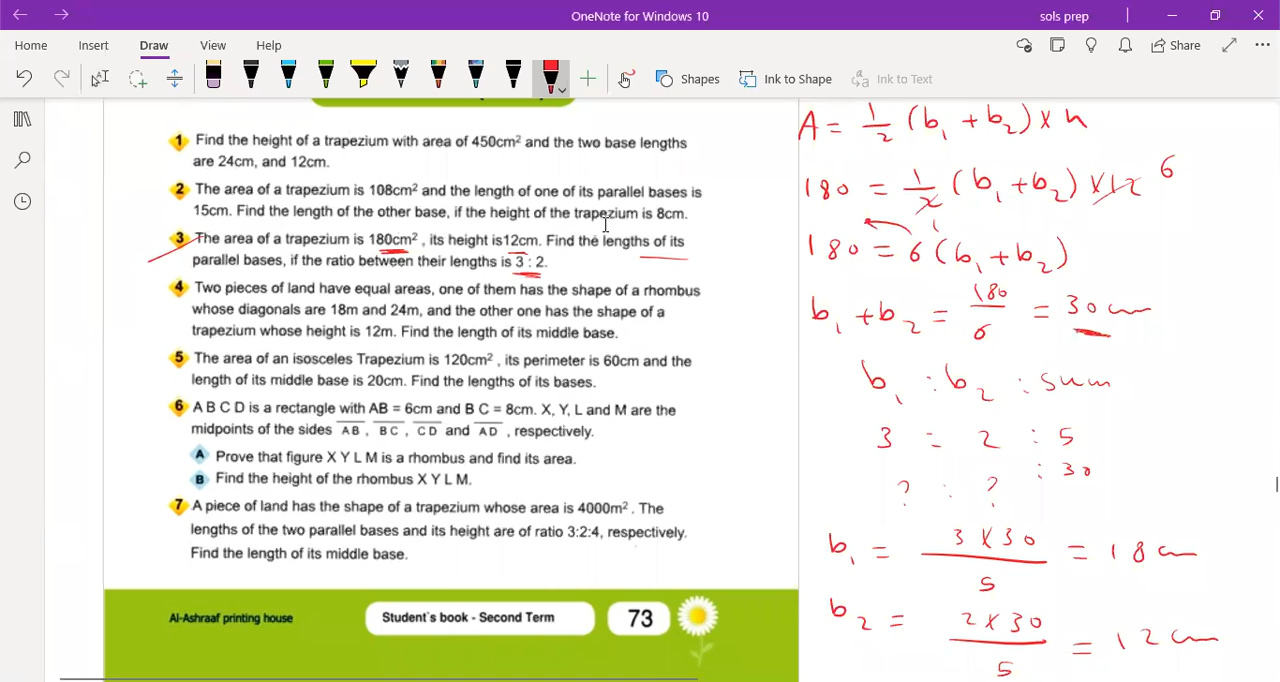 OneNote for Windows 10
sols prep
Home Insert Draw View Help
Share
Shapes
Ink to Shape
Ink to Text
1 Find the height of a trapezium with area of 450cm² and the two base lengths
are 24cm, and 12cm.
2 The area of a trapezium is 108cm² and the length of one of its parallel bases is
15cm. Find the length of the other base, if the height of the trapezium is 8cm.
3 The area of a trapezium is 180cm² , its height is12cm. Find the lengths of its
parallel bases, if the ratio between their lengths is 3 : 2.
4 Two pieces of land have equal areas, one of them has the shape of a rhombus
whose diagonals are 18m and 24m, and the other one has the shape of a
trapezium whose height is 12m. Find the length of its middle base.
5 The area of an isosceles Trapezium is 120cm² , its perimeter is 60cm and the
length of its middle base is 20cm. Find the lengths of its bases.
6 A B C D is a rectangle with AB = 6cm and B C = 8cm. X, Y, L and M are the
midpoints of the sides AB , BC , CD and AD , respectively.
A Prove that figure X Y L M is a rhombus and find its area.
B Find the height of the rhombus X Y L M.
7 A piece of land has the shape of a trapezium whose area is 4000m² . The
lengths of the two parallel bases and its height are of ratio 3:2:4, respectively.
Find the length of its middle base.
Al-Ashraaf printing house
Student's book - Second Term
73
A = 1/2 (b₁ + b₂) × h
180 = 1/2 (b₁ + b₂) × 12 6
1
180 = 6 (b₁ + b₂)
b₁ + b₂ = 180/6 = 30 cm
b₁ : b₂ : sum
3 : 2 : 5
: 30
? : ?
b₁ = 3 × 30 / 5 = 18 cm
b₂ = 2 × 30 / 5 = 12 cm